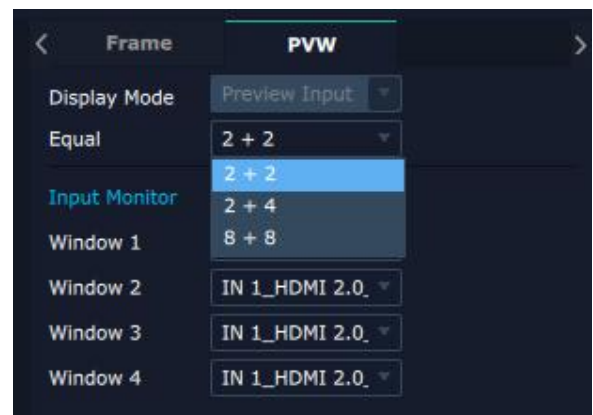 < Frame PVW >
Display Mode Preview Input
Equal 2 + 2
2 + 2
Input Monitor
2 + 4
Window 1 8 + 8
Window 2 IN 1_HDMI 2.0_
Window 3 IN 1_HDMI 2.0_
Window 4 IN 1_HDMI 2.0_